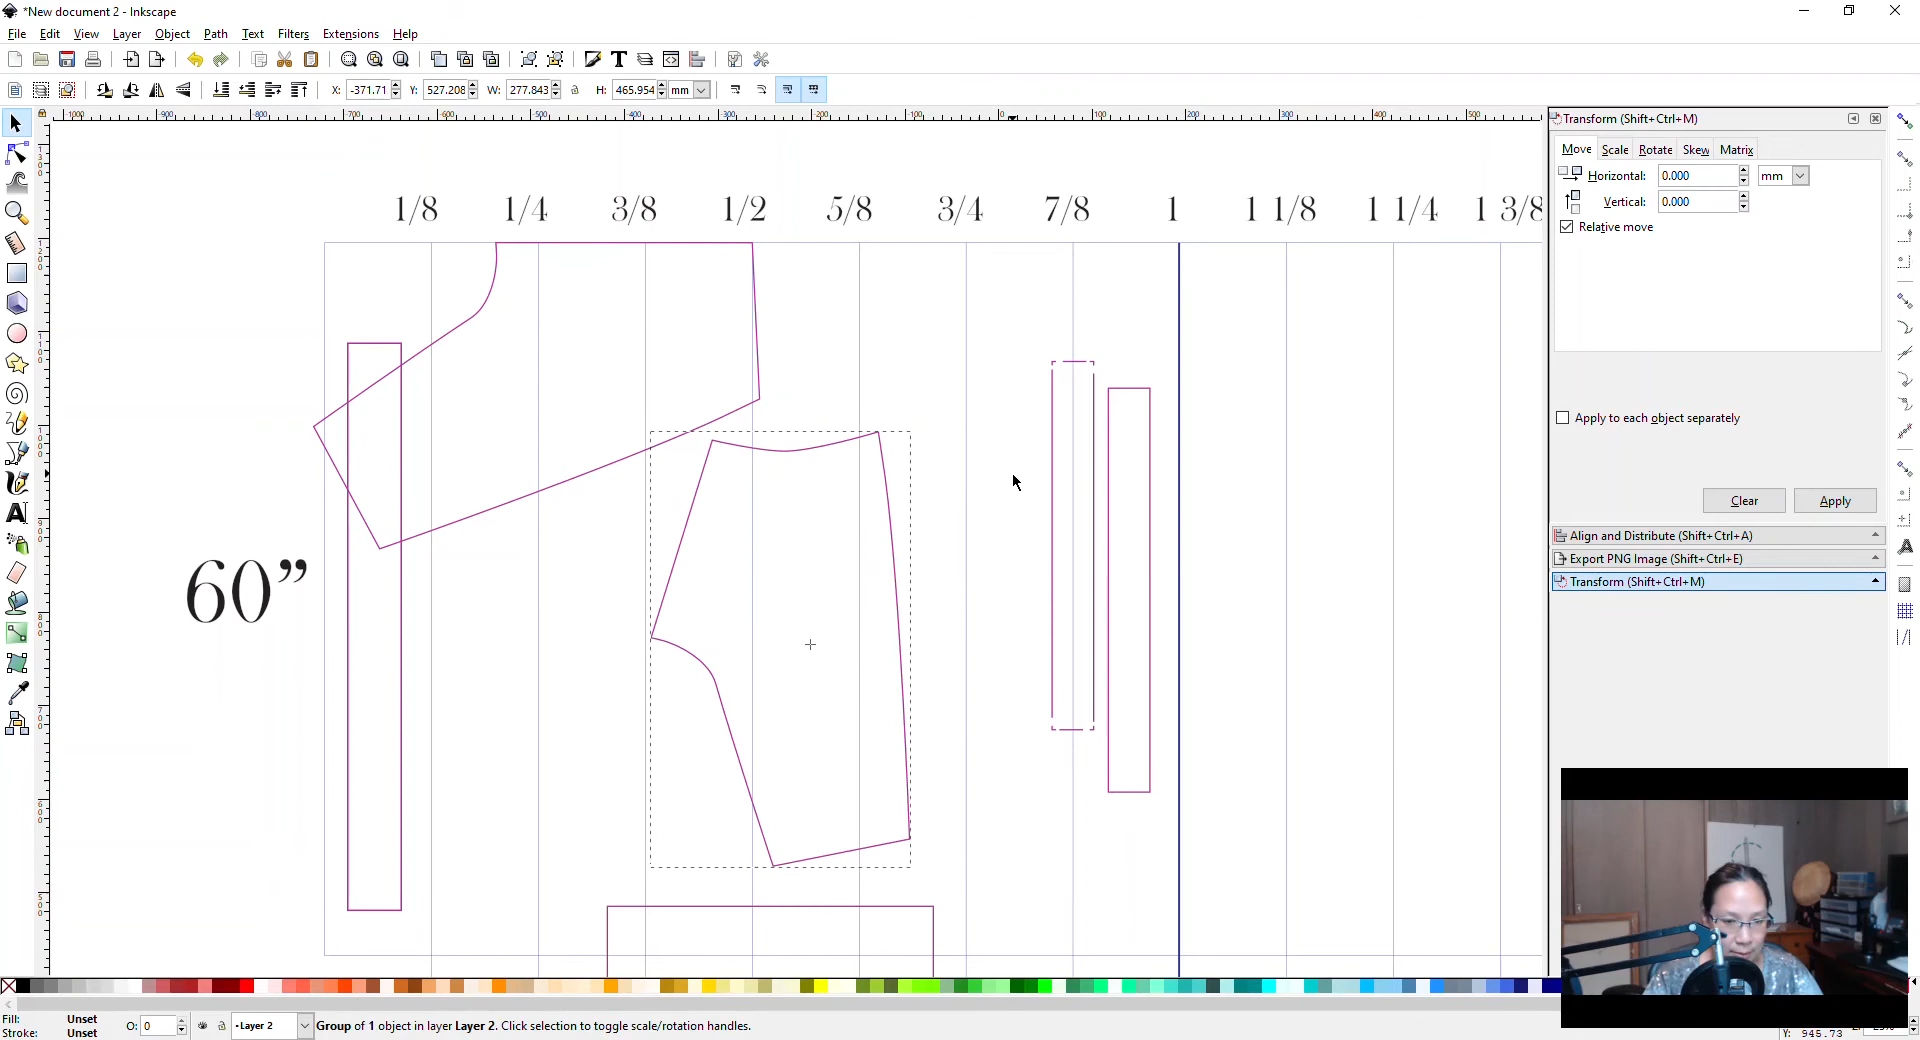 *New document 2 - Inkscape
File Edit View Layer Object Path Text Filters Extensions Help
X: -371.71 Y: 527.208 W: 277.843 H: 465.954 mm
Transform (Shift+Ctrl+M)
Move Scale Rotate Skew Matrix
Horizontal: 0.000 mm
Vertical: 0.000
Relative move
1/8 1/4 3/8 1/2 5/8 3/4 7/8 1 1 1/8 1 1/4 1 3/8
Apply to each object separately
Clear Apply
Align and Distribute (Shift+Ctrl+A)
Export PNG Image (Shift+Ctrl+E)
Transform (Shift+Ctrl+M)
60”
Fill: Unset
Stroke: Unset
O: 0
Layer 2
Group of 1 object in layer Layer 2. Click selection to toggle scale/rotation handles.
Y: 945.73